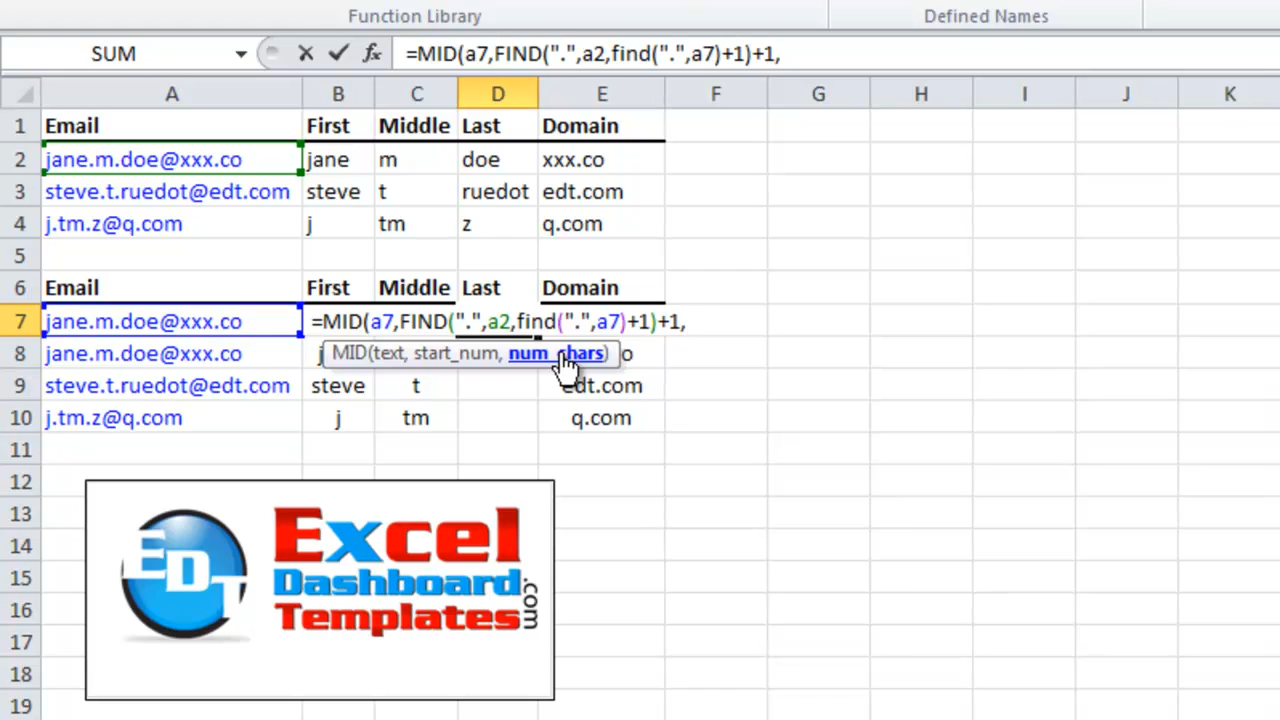 Function Library Defined Names
SUM =MID(a7,FIND(".",a2,find(".",a7)+1)+1,
A B C D E F G H I J K
1 Email First Middle Last Domain
2 jane.m.doe@xxx.co jane m doe xxx.co
3 steve.t.ruedot@edt.com steve t ruedot edt.com
4 j.tm.z@q.com j tm z q.com
5
6 Email First Middle Last Domain
7 jane.m.doe@xxx.co =MID(a7,FIND(".",a2,find(".",a7)+1)+1,
8 jane.m.doe@xxx.co j MID(text, start_num, num_chars) o
9 steve.t.ruedot@edt.com steve t edt.com
10 j.tm.z@q.com j tm q.com
11
12
13
14
15
16
17
18
19
EDT
Excel
Dashboard
Templates
.com